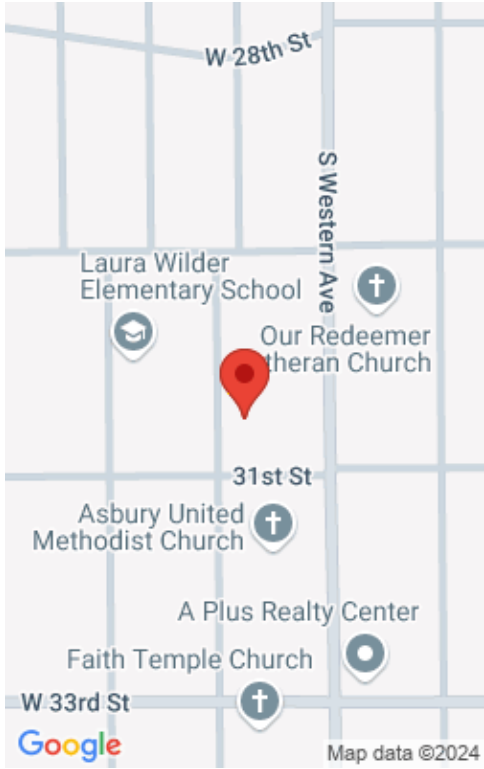 W 28th St
S Western Ave
Laura Wilder
Elementary School
Our Redeemer
theran Church
31st St
Asbury United
Methodist Church
A Plus Realty Center
Faith Temple Church
W 33rd St
Google
Map data ©2024